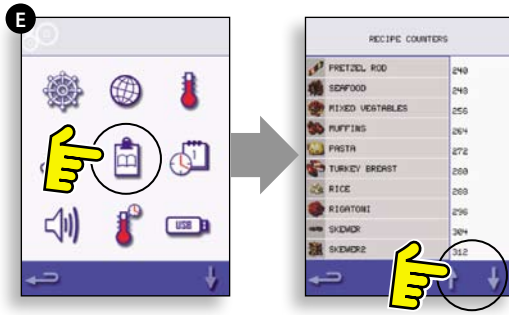 E
1
USB
RECIPE COUNTERS
PRETZEL ROD 240
SEAFOOD 248
MIXED VEGETABLES 256
MUFFINS 264
PASTA 272
TURKEY BREAST 280
RICE 288
RIGATONI 296
SKEWER 304
SKEWER2 312